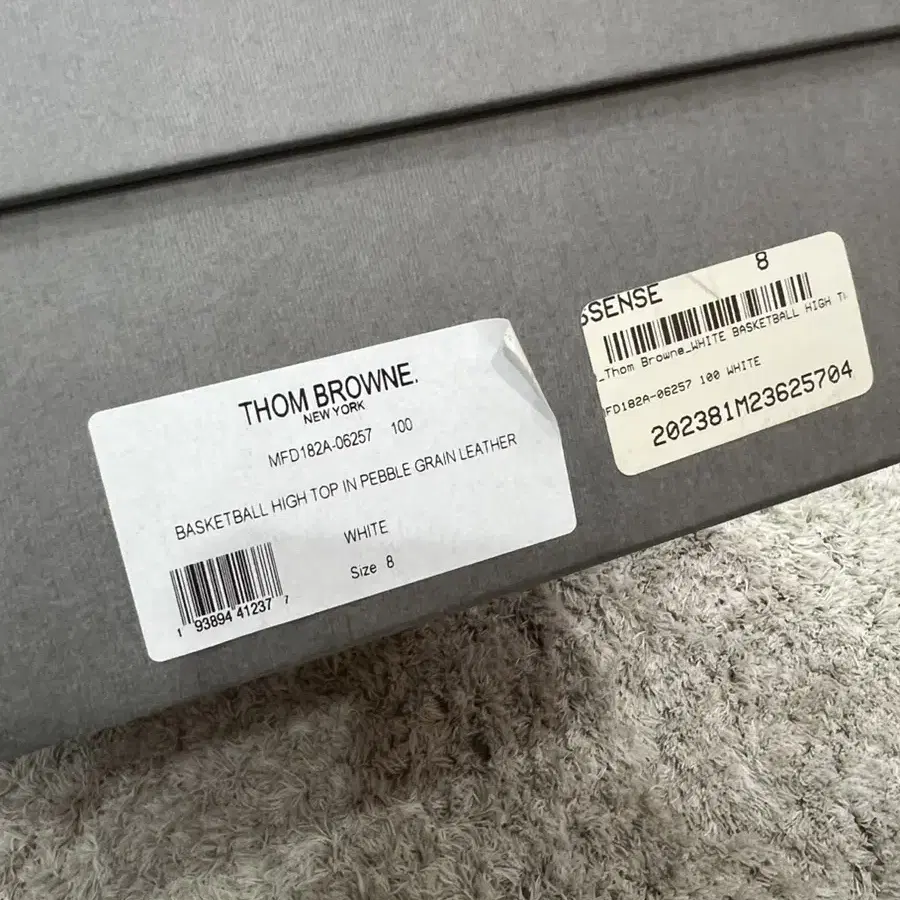 THOM BROWNE.
NEW YORK
MFD182A-06257 100
BASKETBALL HIGH TOP IN PEBBLE GRAIN LEATHER
WHITE
Size 8
1 93894 41237 7
8
SSENSE
_Thom Browne_WHITE BASKETBALL HIGH T
FD182A-06257 100 WHITE
202381M23625704